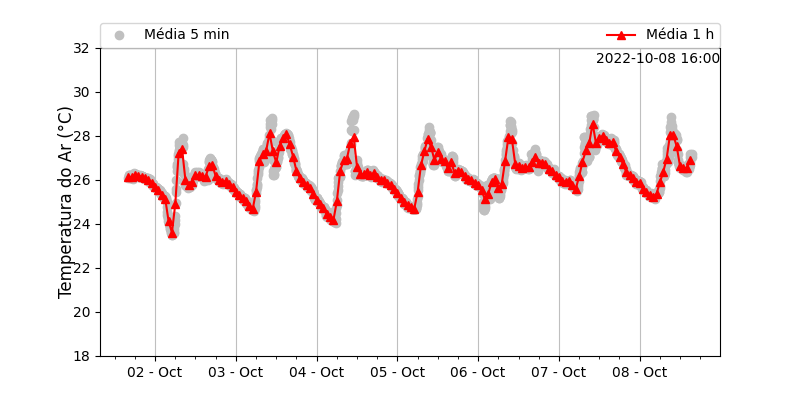 Média 5 min
Média 1 h
2022-10-08 16:00
Temperatura do Ar (°C)
32
30
28
26
24
22
20
18
02 - Oct
03 - Oct
04 - Oct
05 - Oct
06 - Oct
07 - Oct
08 - Oct